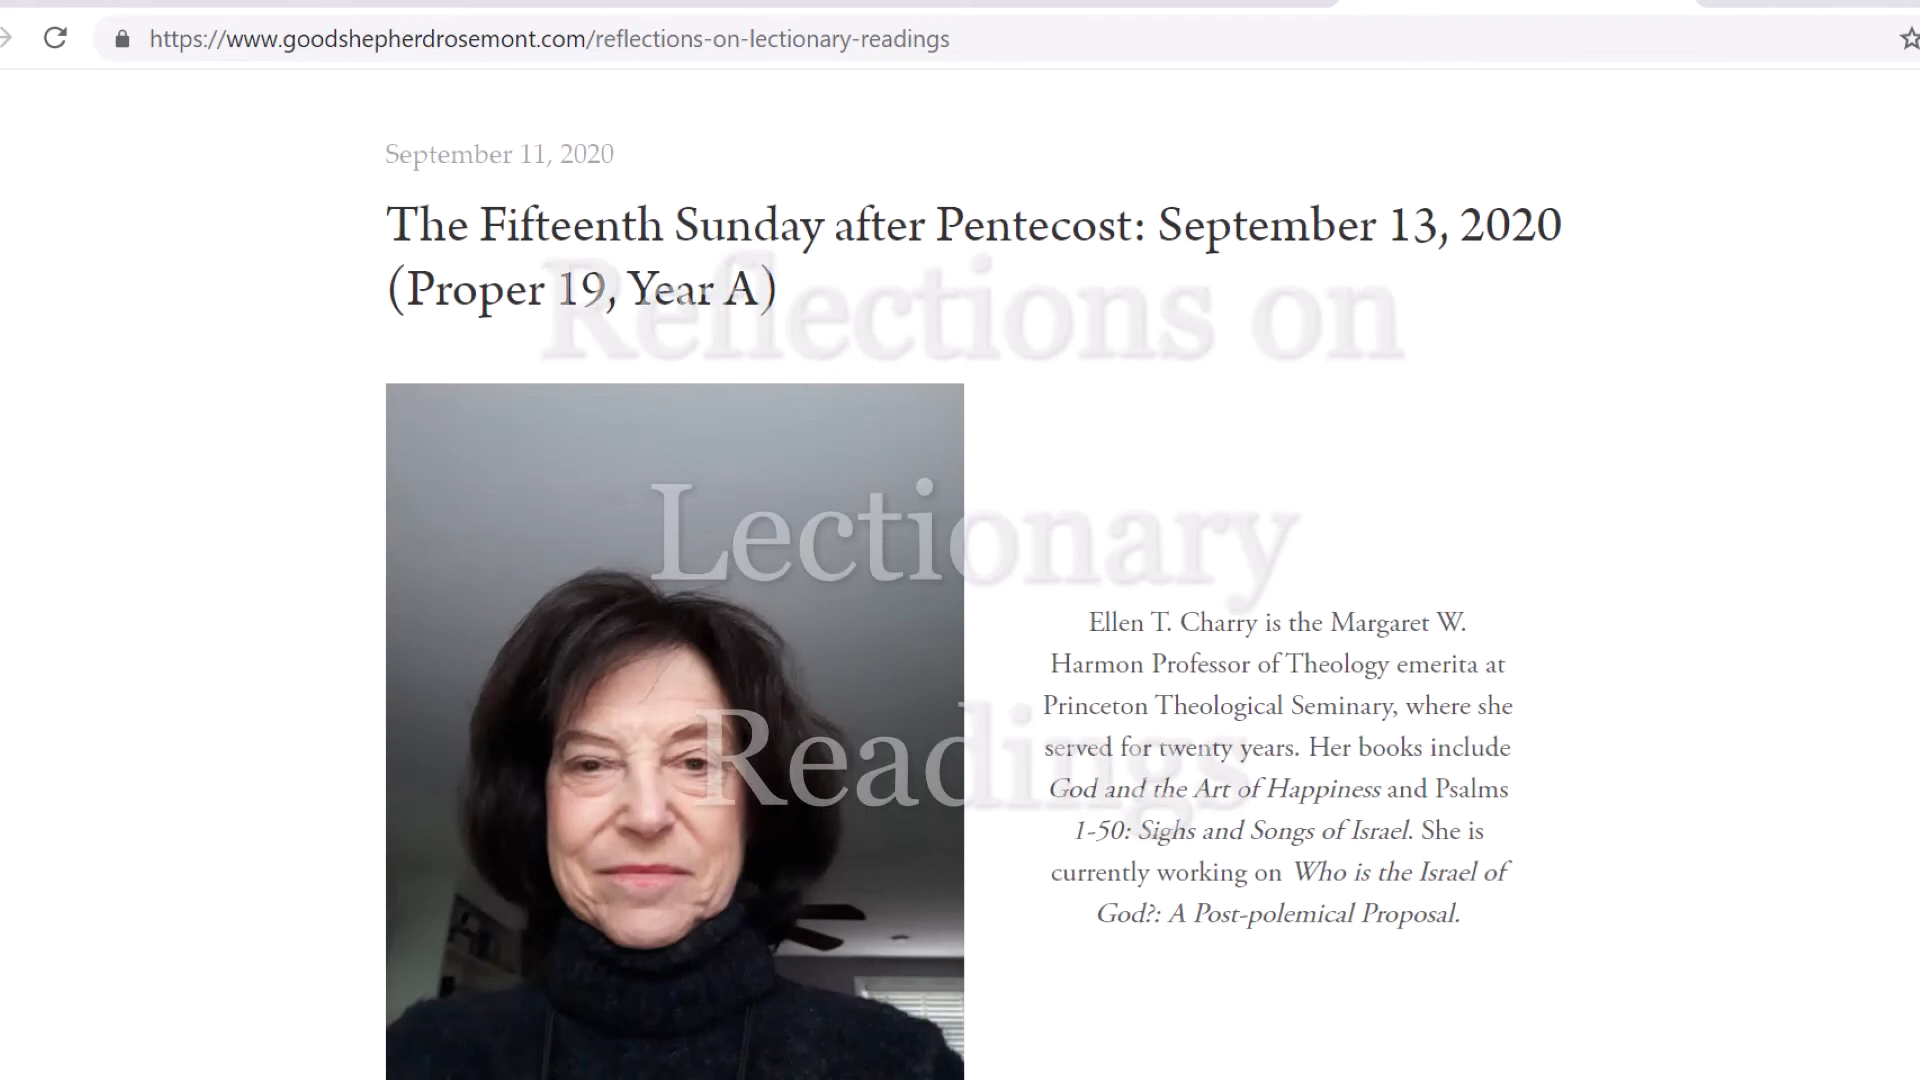 https://www.goodshepherdrosemont.com/reflections-on-lectionary-readings
September 11, 2020
The Fifteenth Sunday after Pentecost: September 13, 2020
(Proper 19, Year A)
Reflections on
Lectionary
Readings
Ellen T. Charry is the Margaret W.
Harmon Professor of Theology emerita at
Princeton Theological Seminary, where she
served for twenty years. Her books include
God and the Art of Happiness and Psalms
1-50: Sighs and Songs of Israel. She is
currently working on Who is the Israel of
God?: A Post-polemical Proposal.